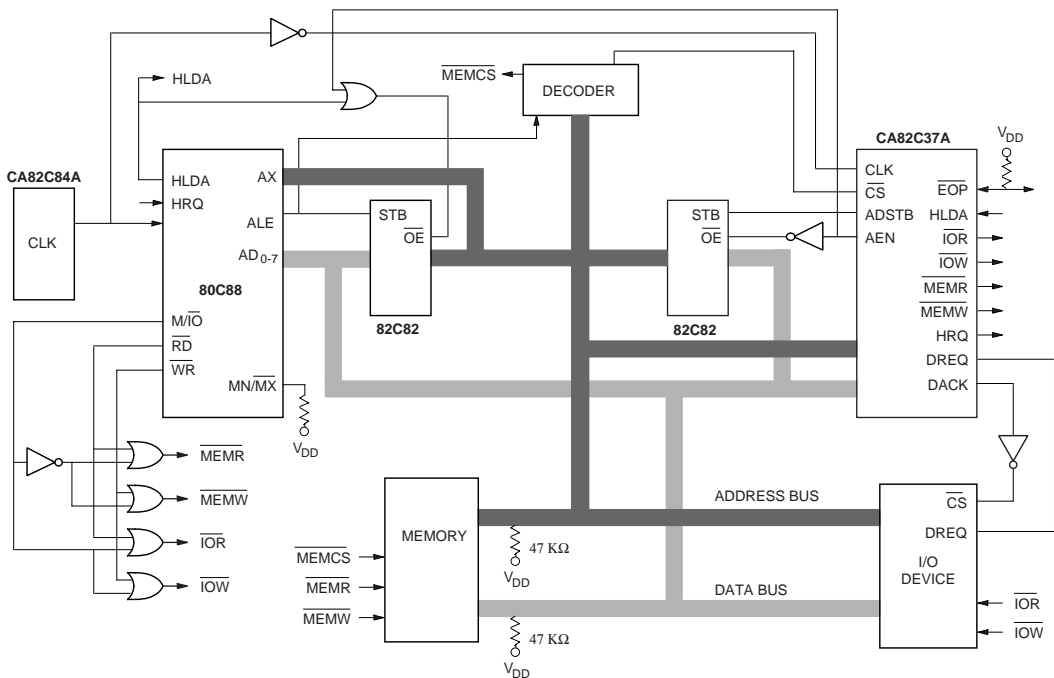 HLDA
MEMCS
DECODER
CA82C37A
VDD
CA82C84A
CLK
HLDA
HRQ
AX
ALE
AD0-7
80C88
M/IO
RD
WR
MN/MX
VDD
STB
OE
82C82
STB
OE
82C82
CLK
CS
ADSTB
AEN
EOP
HLDA
IOR
IOW
MEMR
MEMW
HRQ
DREQ
DACK
MEMR
MEMW
IOR
IOW
MEMORY
MEMCS
MEMR
MEMW
ADDRESS BUS
47 KΩ
VDD
DATA BUS
47 KΩ
VDD
CS
DREQ
I/O
DEVICE
IOR
IOW